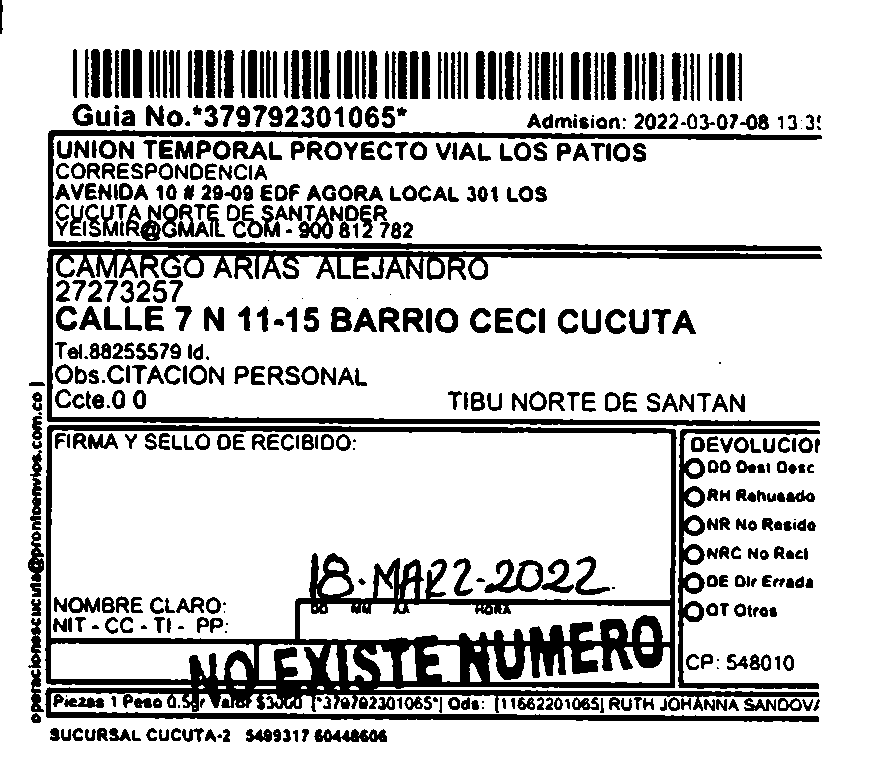 Guia No.*379792301065*
Admision: 2022-03-07-08 13:35
UNION TEMPORAL PROYECTO VIAL LOS PATIOS
CORRESPONDENCIA
AVENIDA 10 # 29-09 EDF AGORA LOCAL 301 LOS
CUCUTA NORTE DE SANTANDER
YEISMIR@GMAIL COM - 900 812 782
CAMARGO ARIAS ALEJANDRO
27273257
CALLE 7 N 11-15 BARRIO CECI CUCUTA
Tel.88255579 Id.
Obs.CITACION PERSONAL
Ccte.0 0
TIBU NORTE DE SANTAN
operacionescucuta@prontoenvios.com.co |
FIRMA Y SELLO DE RECIBIDO:
18-MARZ-2022
NOMBRE CLARO:
DD MM AA HORA
NIT - CC - TI - PP:
NO EXISTE NUMERO
DEVOLUCION
DD Dest Desc
RH Rehusado
NR No Reside
NRC No Recl
DE Dir Errada
OT Otros
CP: 548010
Piezas 1 Peso 0.5gr Valor $3000 [*379792301065*] Ods: [11662201065] RUTH JOHANNA SANDOVA
SUCURSAL CUCUTA-2 5499317 60448606